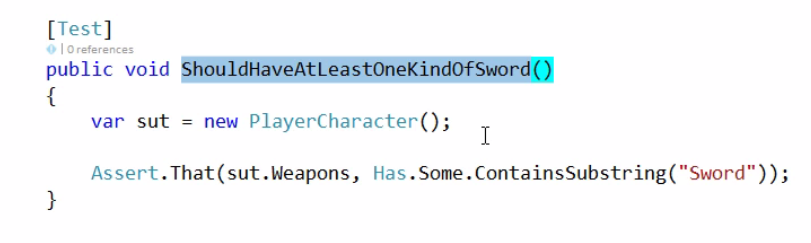 [Test]
| 0 references
public void ShouldHaveAtLeastOneKindOfSword()
{
var sut = new PlayerCharacter();
Assert.That(sut.Weapons, Has.Some.ContainsSubstring("Sword"));
}